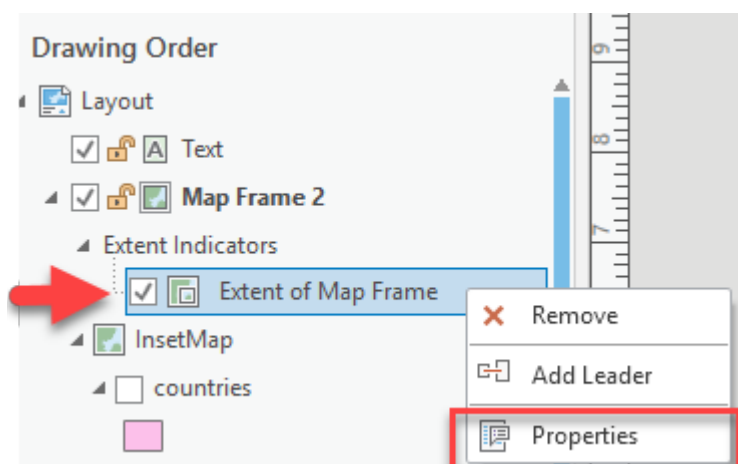 Drawing Order
Layout
A Text
Map Frame 2
Extent Indicators
Extent of Map Frame
Remove
InsetMap
Add Leader
countries
Properties
9
8
7